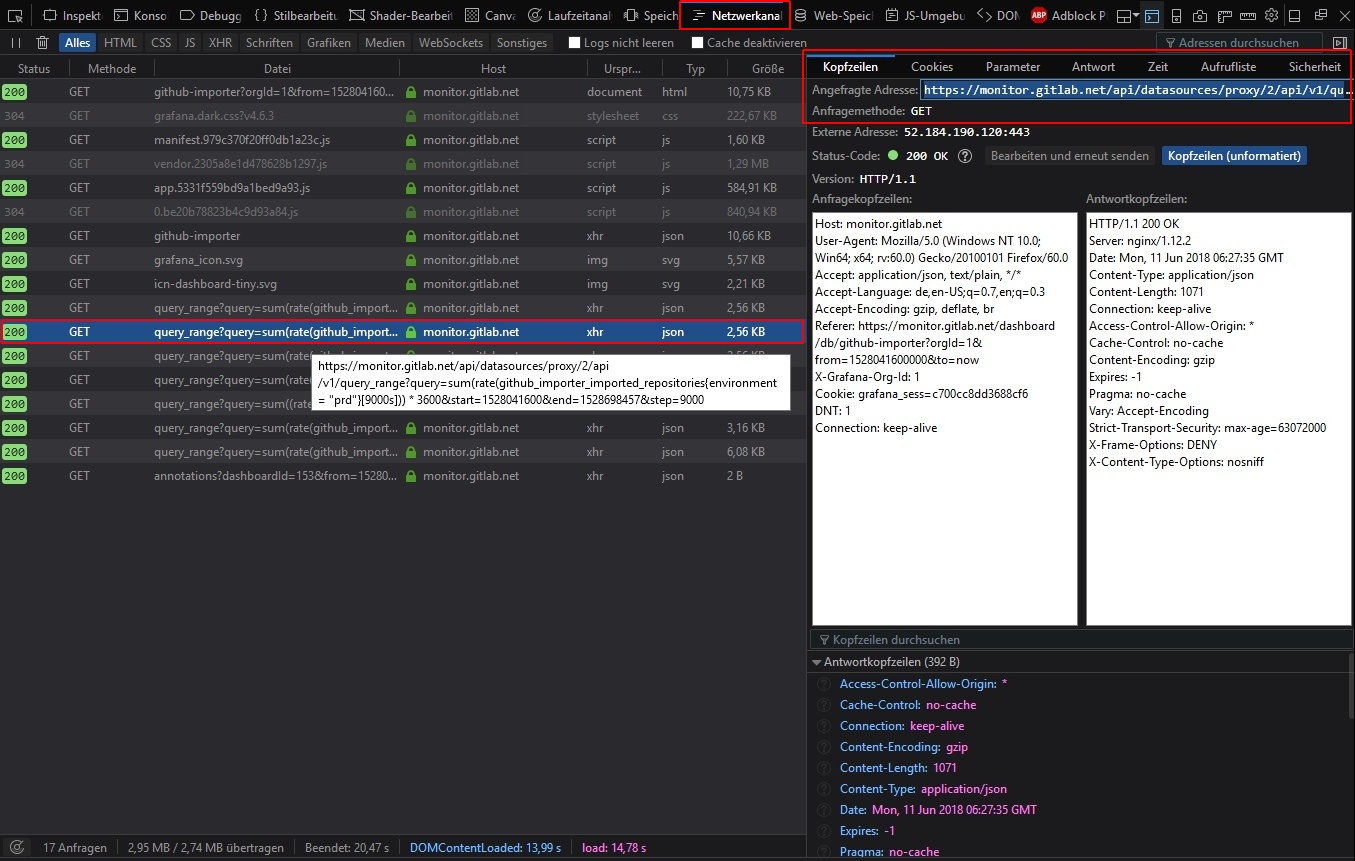 Inspekt Konso Debugg Stilbearbeitu Shader-Bearbeit Canva Laufzeitanal Speich Netzwerkanal Web-Speic JS-Umgebu DOM ABP Adblock P
Alles HTML CSS JS XHR Schriften Grafiken Medien WebSockets Sonstiges Logs nicht leeren Cache deaktivieren Adressen durchsuchen
Status Methode Datei Host Urspr... Typ Größe
200 GET github-importer?orgId=1&from=152804160... monitor.gitlab.net document html 10,75 KB
304 GET grafana.dark.css?v4.6.3 monitor.gitlab.net stylesheet css 222,67 KB
200 GET manifest.979c370f20ff0db1a23c.js monitor.gitlab.net script js 1,60 KB
304 GET vendor.2305a8e1d478628b1297.js monitor.gitlab.net script js 1,29 MB
200 GET app.5331f559bd9a1bed9a93.js monitor.gitlab.net script js 584,91 KB
304 GET 0.be20b78823b4c9d93a84.js monitor.gitlab.net script js 840,94 KB
200 GET github-importer monitor.gitlab.net xhr json 10,66 KB
200 GET grafana_icon.svg monitor.gitlab.net img svg 5,57 KB
200 GET icn-dashboard-tiny.svg monitor.gitlab.net img svg 2,21 KB
200 GET query_range?query=sum(rate(github_import... monitor.gitlab.net xhr json 2,56 KB
200 GET query_range?query=sum(rate(github_import... monitor.gitlab.net xhr json 2,56 KB
200 GET query_range?query=sum(rate(github_import...
200 GET query_range?query=sum(rate(
200 GET query_range?query=sum((rate
https://monitor.gitlab.net/api/datasources/proxy/2/api
/v1/query_range?query=sum(rate(github_importer_imported_repositories{environment
= "prd"}[9000s])) * 3600&start=1528041600&end=1528698457&step=9000
200 GET query_range?query=sum(rate(github_import... monitor.gitlab.net xhr json 3,16 KB
200 GET query_range?query=sum(rate(github_import... monitor.gitlab.net xhr json 6,08 KB
200 GET annotations?dashboardId=153&from=15280... monitor.gitlab.net xhr json 2 B
17 Anfragen 2,95 MB / 2,74 MB übertragen Beendet: 20,47 s DOMContentLoaded: 13,99 s load: 14,78 s
Kopfzeilen Cookies Parameter Antwort Zeit Aufrufliste Sicherheit
Angefragte Adresse: https://monitor.gitlab.net/api/datasources/proxy/2/api/v1/qu...
Anfragemethode: GET
Externe Adresse: 52.184.190.120:443
Status-Code: 200 OK Bearbeiten und erneut senden Kopfzeilen (unformatiert)
Version: HTTP/1.1
Anfragekopfzeilen:
Host: monitor.gitlab.net
User-Agent: Mozilla/5.0 (Windows NT 10.0;
Win64; x64; rv:60.0) Gecko/20100101 Firefox/60.0
Accept: application/json, text/plain, */*
Accept-Language: de,en-US;q=0.7,en;q=0.3
Accept-Encoding: gzip, deflate, br
Referer: https://monitor.gitlab.net/dashboard
/db/github-importer?orgId=1&
from=1528041600000&to=now
X-Grafana-Org-Id: 1
Cookie: grafana_sess=c700cc8dd3688cf6
DNT: 1
Connection: keep-alive
Antwortkopfzeilen:
HTTP/1.1 200 OK
Server: nginx/1.12.2
Date: Mon, 11 Jun 2018 06:27:35 GMT
Content-Type: application/json
Content-Length: 1071
Connection: keep-alive
Access-Control-Allow-Origin: *
Cache-Control: no-cache
Content-Encoding: gzip
Expires: -1
Pragma: no-cache
Vary: Accept-Encoding
Strict-Transport-Security: max-age=63072000
X-Frame-Options: DENY
X-Content-Type-Options: nosniff
Kopfzeilen durchsuchen
Antwortkopfzeilen (392 B)
Access-Control-Allow-Origin: *
Cache-Control: no-cache
Connection: keep-alive
Content-Encoding: gzip
Content-Length: 1071
Content-Type: application/json
Date: Mon, 11 Jun 2018 06:27:35 GMT
Expires: -1
Pragma: no-cache